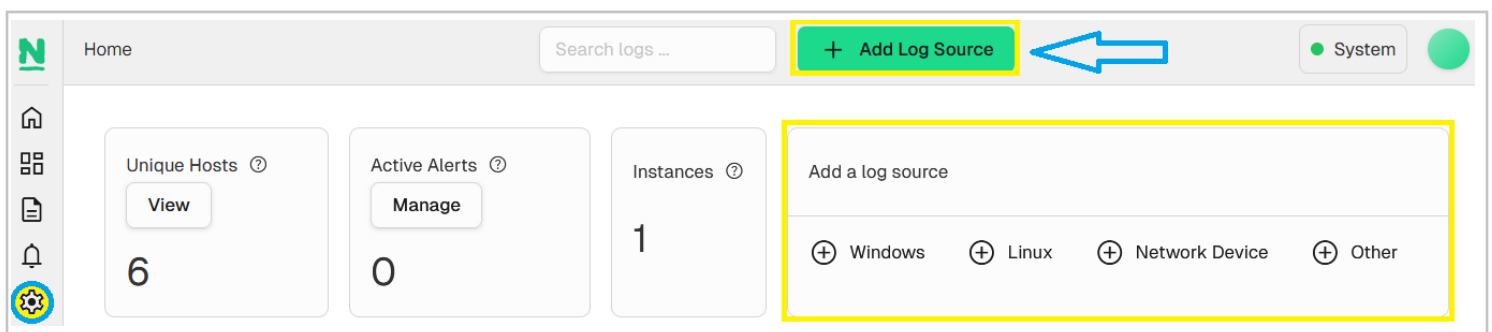 N
Home
Search logs ...
+ Add Log Source
System
Unique Hosts ?
View
6
Active Alerts ?
Manage
0
Instances ?
1
Add a log source
Windows
Linux
Network Device
Other